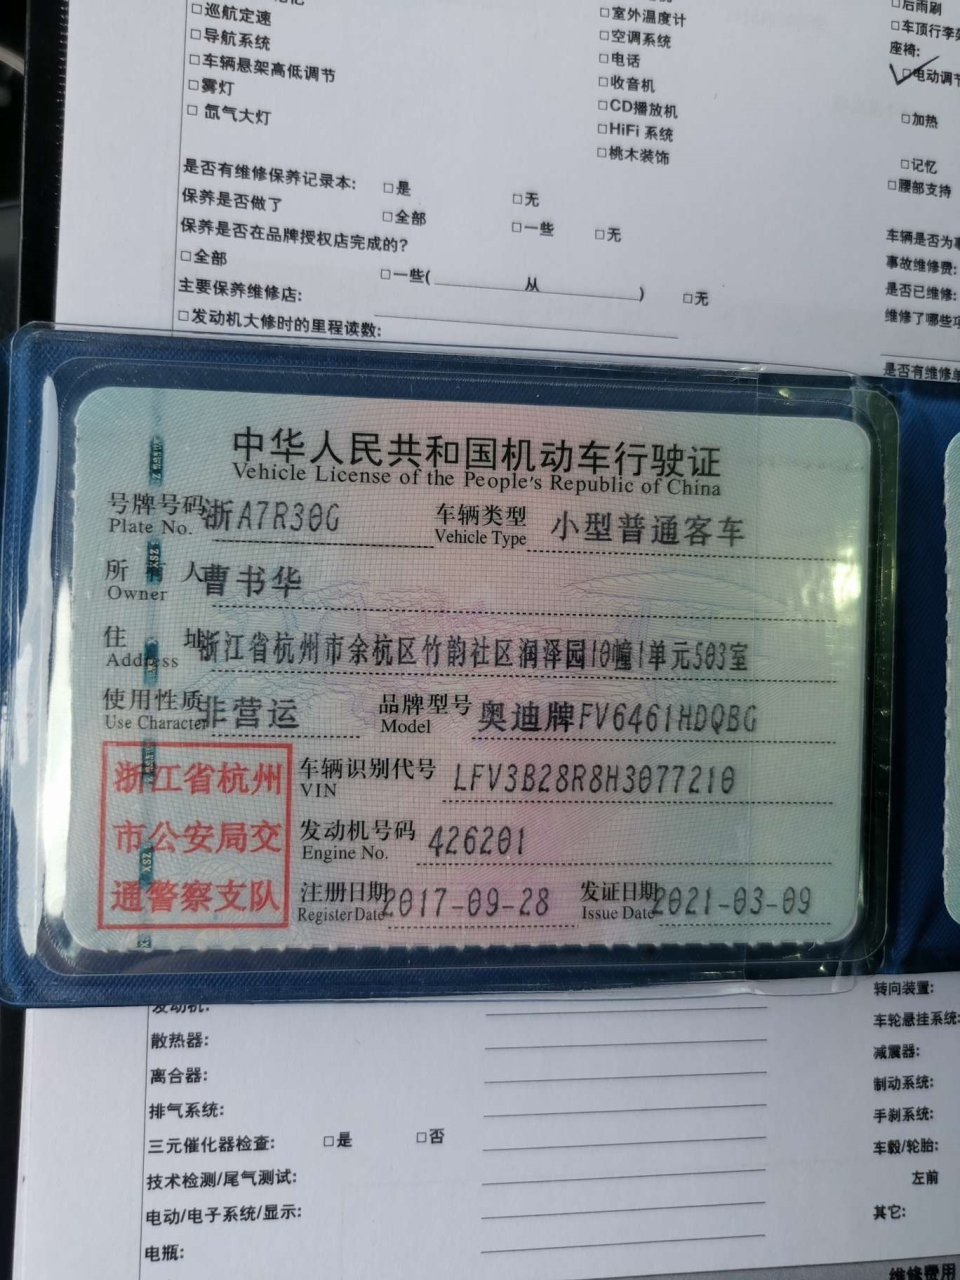 □巡航定速
□导航系统
□车辆悬架高低调节
□雾灯
□ 氙气大灯
□室外温度计
□空调系统
□电话
□收音机
□CD播放机
□HiFi 系统
□桃木装饰
□后雨刷
□车顶行李架
座椅:
□电动调节
□加热
□记忆
□腰部支持
是否有维修保养记录本: □是 □无
保养是否做了 □全部 □一些 □无
保养是否在品牌授权店完成的?
□全部 □一些( 从 ) □无
主要保养维修店:
□发动机大修时的里程读数:
车辆是否为事
事故维修费:
是否已维修:
维修了哪些项
是否有维修单
中华人民共和国机动车行驶证
Vehicle License of the People's Republic of China
号牌号码 浙A7R30G 车辆类型 小型普通客车
Plate No. Vehicle Type
所有人 曹书华
Owner
住址 浙江省杭州市余杭区竹韵社区润泽园10幢1单元503室
Address
使用性质 非营运 品牌型号 奥迪牌FV6461HDQBG
Use Character Model
浙江省杭州
市公安局交
通警察支队
车辆识别代号 LFV3B28R8H3077210
VIN
发动机号码 426201
Engine No.
注册日期 2017-09-28 发证日期 2021-03-09
Register Date Issue Date
XSZ
发动机:
散热器:
离合器:
排气系统:
三元催化器检查: □是 □否
技术检测/尾气测试:
电动/电子系统/显示:
电瓶:
转向装置:
车轮悬挂系统:
减震器:
制动系统:
手刹系统:
车毂/轮胎:
左前
其它:
维修费用